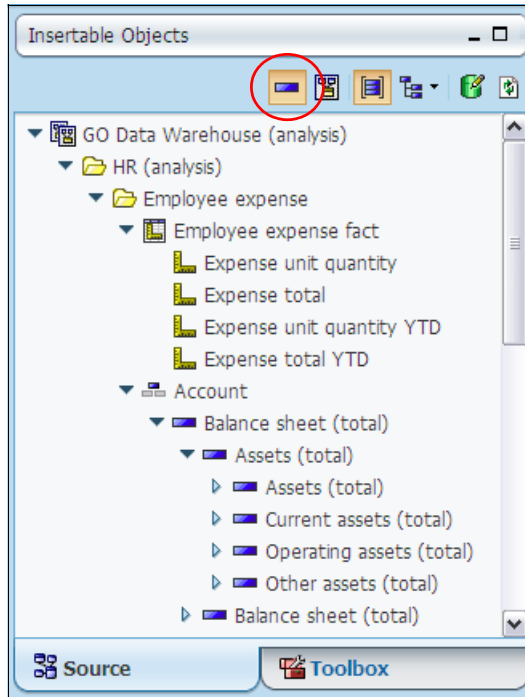 Insertable Objects
GO Data Warehouse (analysis)
HR (analysis)
Employee expense
Employee expense fact
Expense unit quantity
Expense total
Expense unit quantity YTD
Expense total YTD
Account
Balance sheet (total)
Assets (total)
Assets (total)
Current assets (total)
Operating assets (total)
Other assets (total)
Balance sheet (total)
Source Toolbox